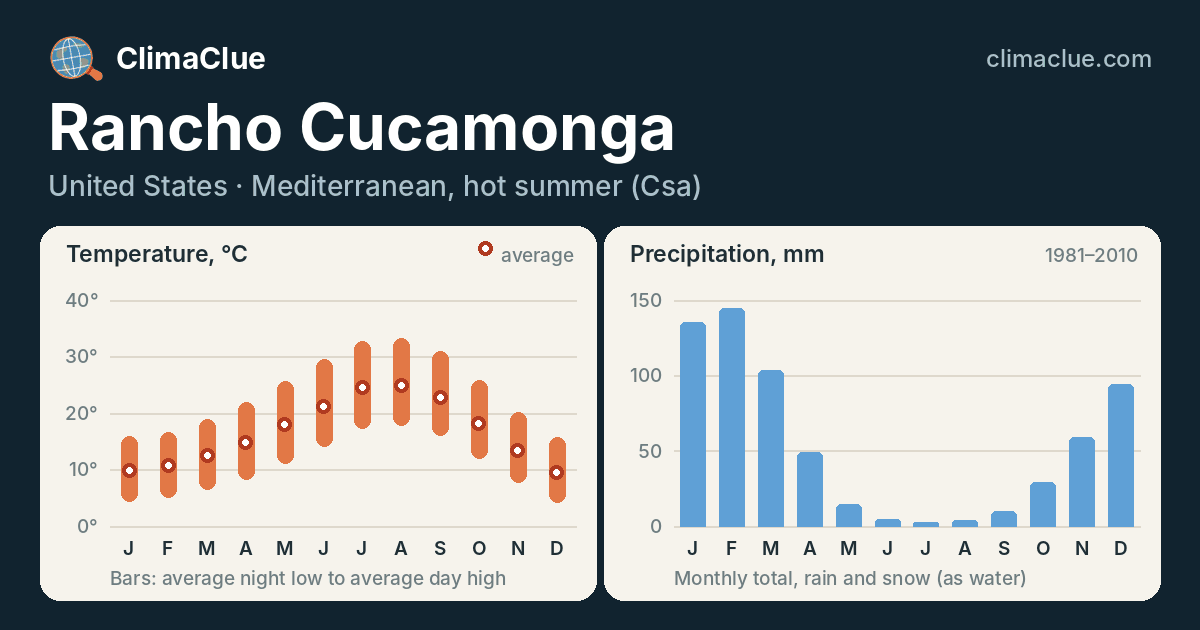 ClimaClue
climaclue.com
Rancho Cucamonga
United States · Mediterranean, hot summer (Csa)
Temperature, °C
average
40°
30°
20°
10°
0°
J F M A M J J A S O N D
Bars: average night low to average day high
Precipitation, mm
1981–2010
150
100
50
0
J F M A M J J A S O N D
Monthly total, rain and snow (as water)